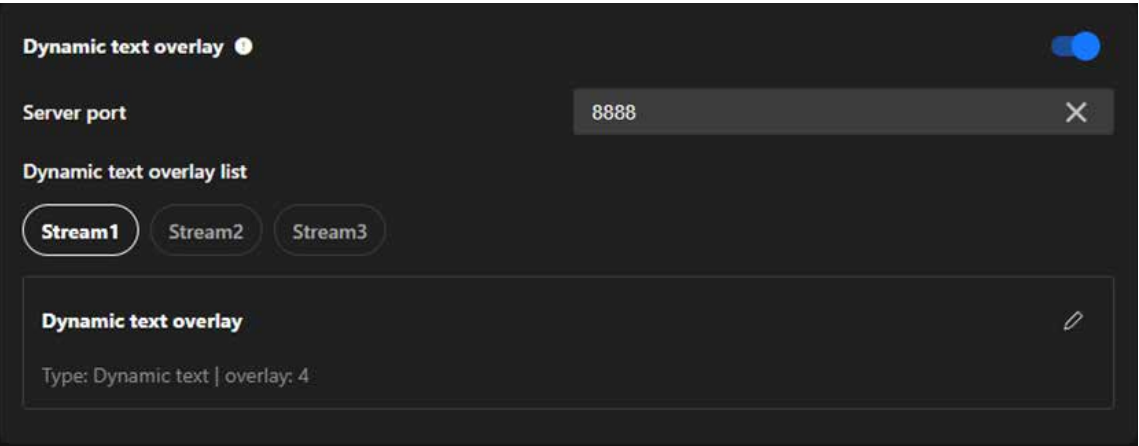 Dynamic text overlay
Server port 8888
Dynamic text overlay list
Stream1 Stream2 Stream3
Dynamic text overlay
Type: Dynamic text | overlay: 4